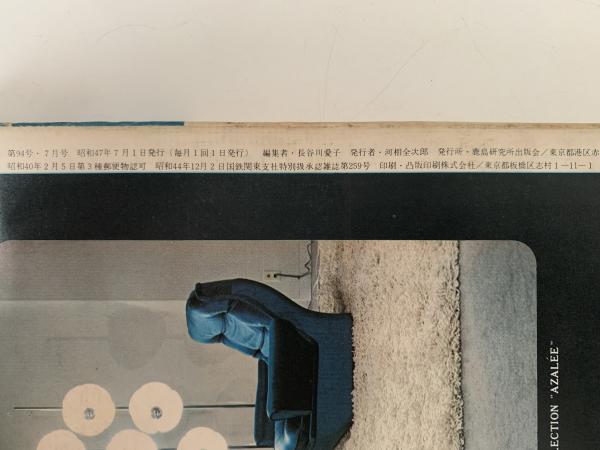 第94号・7月号　昭和47年7月1日発行（毎月1回1日発行）　編集者・長谷川愛子　発行者・河相全次郎　発行所・鹿島研究所出版会／東京都港区赤
昭和40年2月5日第3種郵便物認可　昭和44年12月2日国鉄関東支社特別扱承認雑誌第259号　印刷・凸版印刷株式会社／東京都板橋区志村1-11-1
LECTION "AZALÉE"